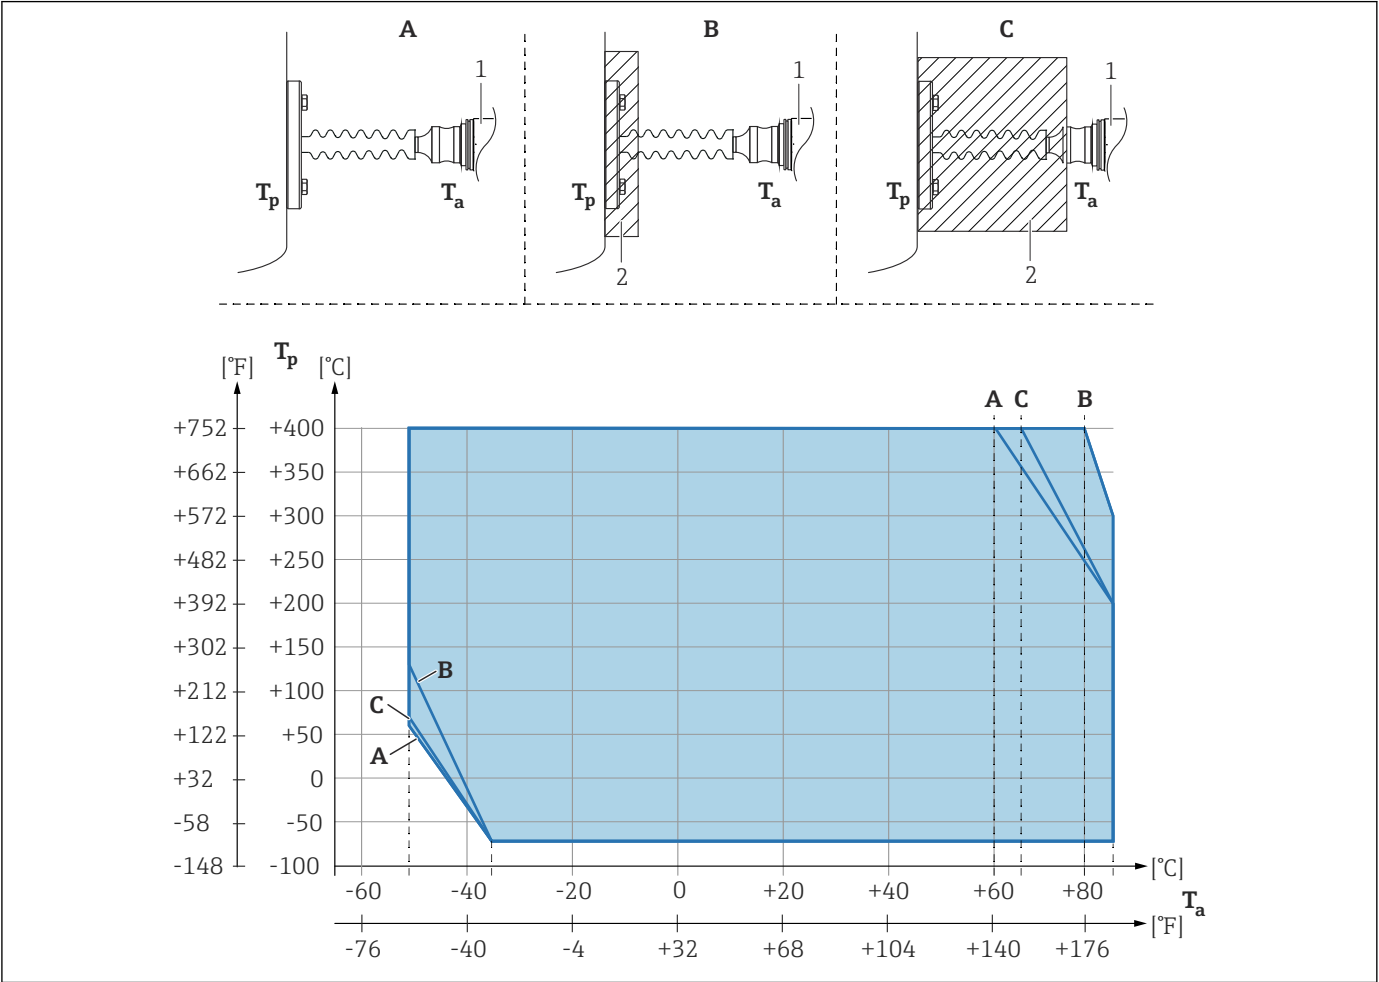 A B C
1 1 1
Tp Ta Tp Ta Tp Ta
2 2
[°F] Tp [°C]
A C B
+752 +400
+662 +350
+572 +300
+482 +250
+392 +200
+302 +150
B
+212 +100
C
+122 +50
A
+32 0
-58 -50
-148 -100 [°C]
-60 -40 -20 0 +20 +40 +60 +80 Ta
[°F]
-76 -40 -4 +32 +68 +104 +140 +176